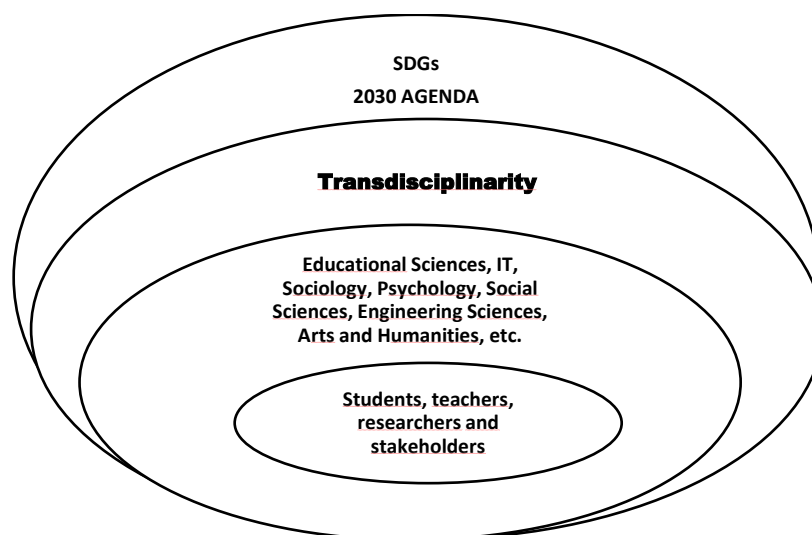 SDGs
2030 AGENDA
Transdisciplinarity
Educational Sciences, IT,
Sociology, Psychology, Social
Sciences, Engineering Sciences,
Arts and Humanities, etc.
Students, teachers,
researchers and
stakeholders